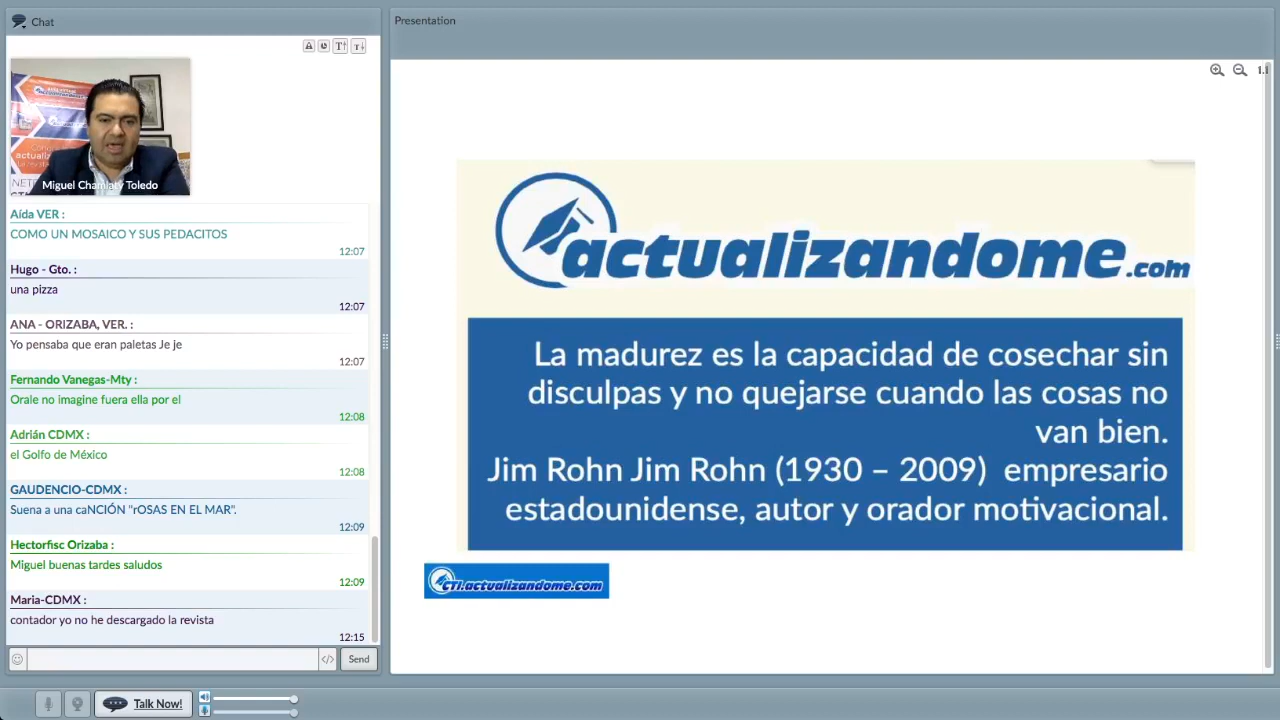 Chat
Presentation
1.1
actualizandome
Miguel Chamlaty Toledo
Aída VER :
COMO UN MOSAICO Y SUS PEDACITOS
12:07
Hugo - Gto. :
una pizza
12:07
ANA - ORIZABA, VER. :
Yo pensaba que eran paletas Je je
12:07
Fernando Vanegas-Mty :
Orale no imagine fuera ella por el
12:08
Adrián CDMX :
el Golfo de México
12:08
GAUDENCIO-CDMX :
Suena a una caNCIÓN "rOSAS EN EL MAR".
12:09
Hectorfisc Orizaba :
Miguel buenas tardes saludos
12:09
Maria-CDMX :
contador yo no he descargado la revista
12:15
Send
Talk Now!
actualizandome.com
La madurez es la capacidad de cosechar sin
disculpas y no quejarse cuando las cosas no
van bien.
Jim Rohn Jim Rohn (1930 – 2009) empresario
estadounidense, autor y orador motivacional.
CTI.actualizandome.com